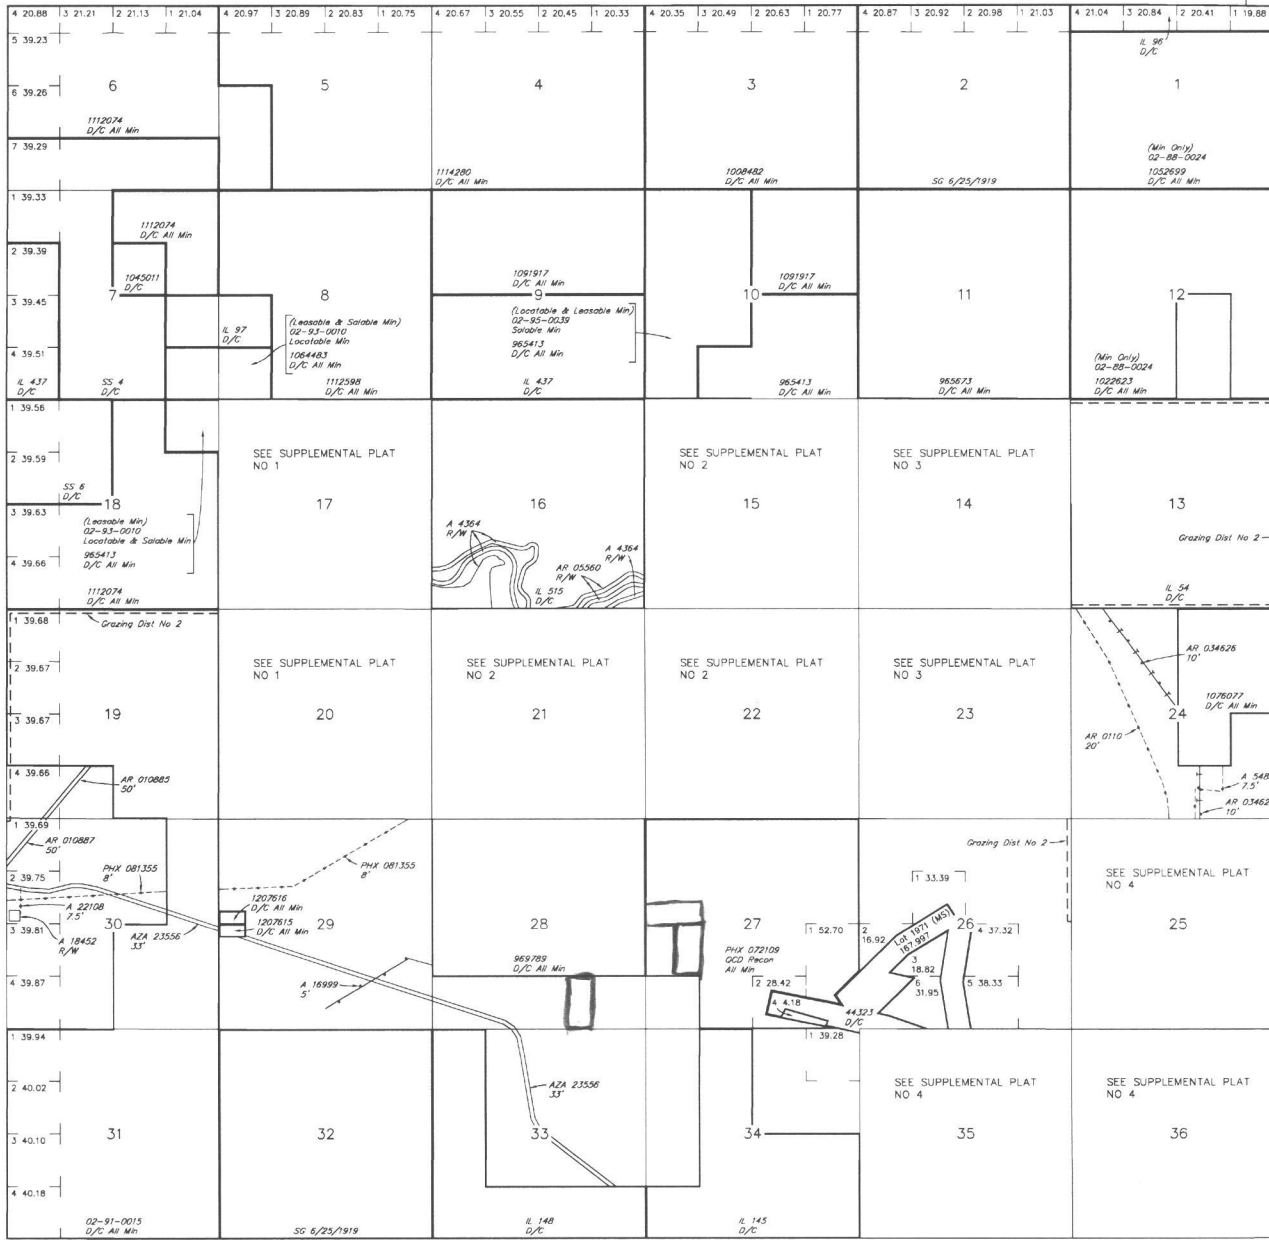 4 20.88 3 21.21 2 21.13 1 21.04 4 20.97 3 20.89 2 20.83 1 20.75 4 20.67 3 20.55 2 20.45 1 20.33 4 20.35 3 20.49 2 20.63 1 20.77 4 20.87 3 20.92 2 20.98 1 21.03 4 21.04 3 20.84 2 20.41 1 19.88
5 39.23
IL 96
D/C
6 39.26
6 5 4 3 2 1
1112074
D/C All Min
7 39.29
(Min Only)
02-88-0024
1114280
D/C All Min
1008482
D/C All Min
SG 6/25/1919
1052699
D/C All Min
1 39.33
1112074
D/C All Min
2 39.39
1045011
D/C
1091917
D/C All Min
1091917
D/C All Min
3 39.45
7 8 9 10 11 12
(Leasable & Salable Min)
02-93-0010
Locatable Min
1064483
D/C All Min
(Locatable & Leasable Min)
02-95-0039
Salable Min
965413
D/C All Min
IL 97
D/C
4 39.51
(Min Only)
02-88-0024
IL 437
D/C
SS 4
D/C
1112598
D/C All Min
IL 437
D/C
965413
D/C All Min
965673
D/C All Min
1022623
D/C All Min
1 39.56
2 39.59
SEE SUPPLEMENTAL PLAT
NO 1
SEE SUPPLEMENTAL PLAT
NO 2
SEE SUPPLEMENTAL PLAT
NO 3
SS 6
D/C
3 39.63
18 17 16 15 14 13
(Leasable Min)
02-93-0010
Locatable & Salable Min
965413
D/C All Min
A 4364
R/W
A 4364
R/W
AR 05560
R/W
Grazing Dist No 2
4 39.66
1112074
D/C All Min
IL 515
D/C
IL 54
D/C
1 39.68
Grazing Dist No 2
2 39.67
SEE SUPPLEMENTAL PLAT
NO 1
SEE SUPPLEMENTAL PLAT
NO 2
SEE SUPPLEMENTAL PLAT
NO 2
SEE SUPPLEMENTAL PLAT
NO 3
AR 034626
10'
1076077
D/C All Min
3 39.67
19 20 21 22 23 24
AR 0110
20'
4 39.66
AR 010885
50'
A 548
7.5'
AR 03462
10'
1 39.69
AR 010887
50'
Grazing Dist No 2
PHX 081355
8'
PHX 081355
8'
2 39.75
1 33.39
SEE SUPPLEMENTAL PLAT
NO 4
A 22108
7.5'
1207616
D/C All Min
1207615
D/C All Min
3 39.81
30 29 28 27 26 25
A 18452
R/W
AZA 23556
33'
1 52.70
2
16.92
Lot 1971 (MS)
167.997
4 37.32
PHX 072109
QCD Recon
All Min
969789
D/C All Min
3
18.82
4 39.87
A 16999
5'
2 28.42
6
31.95
5 38.33
4 4.18
44323
D/C
1 39.94
1 39.28
2 40.02
AZA 23556
33'
SEE SUPPLEMENTAL PLAT
NO 4
SEE SUPPLEMENTAL PLAT
NO 4
3 40.10
31 32 33 34 35 36
4 40.18
02-91-0015
D/C All Min
SG 6/25/1919
IL 148
D/C
IL 145
D/C